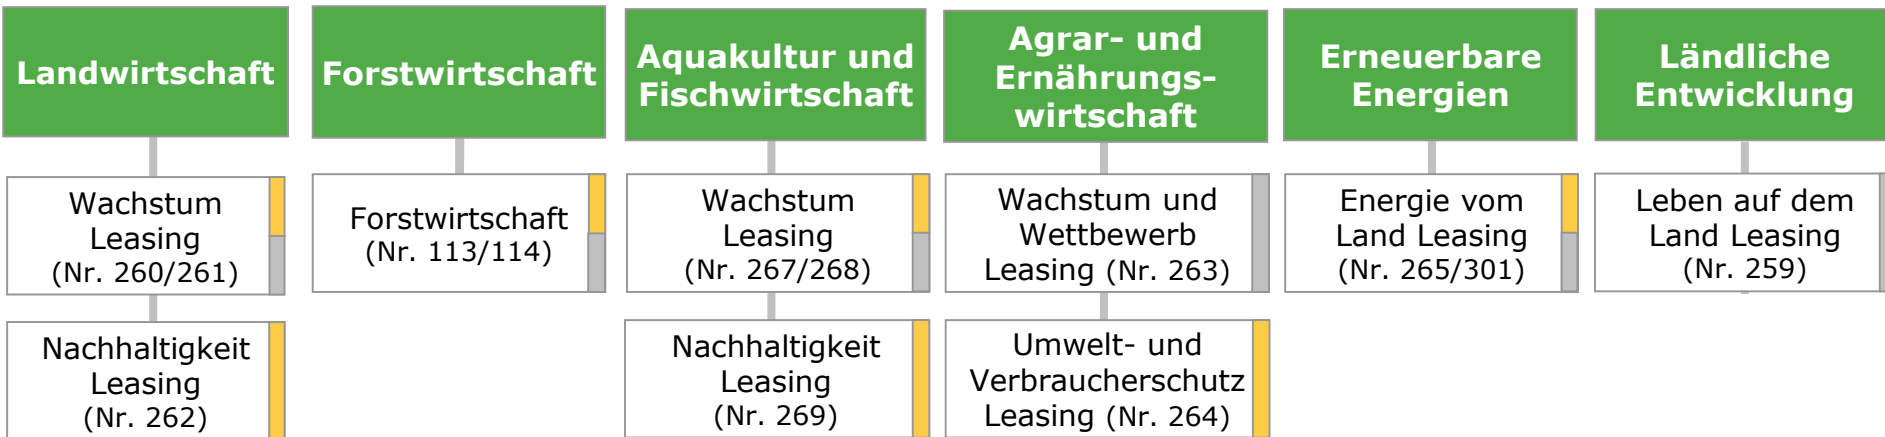 Landwirtschaft
Forstwirtschaft
Aquakultur und
Fischwirtschaft
Agrar- und
Ernährungs-
wirtschaft
Erneuerbare
Energien
Ländliche
Entwicklung
Wachstum
Leasing
(Nr. 260/261)
Forstwirtschaft
(Nr. 113/114)
Wachstum
Leasing
(Nr. 267/268)
Wachstum und
Wettbewerb
Leasing (Nr. 263)
Energie vom
Land Leasing
(Nr. 265/301)
Leben auf dem
Land Leasing
(Nr. 259)
Nachhaltigkeit
Leasing
(Nr. 262)
Nachhaltigkeit
Leasing
(Nr. 269)
Umwelt- und
Verbraucherschutz
Leasing (Nr. 264)